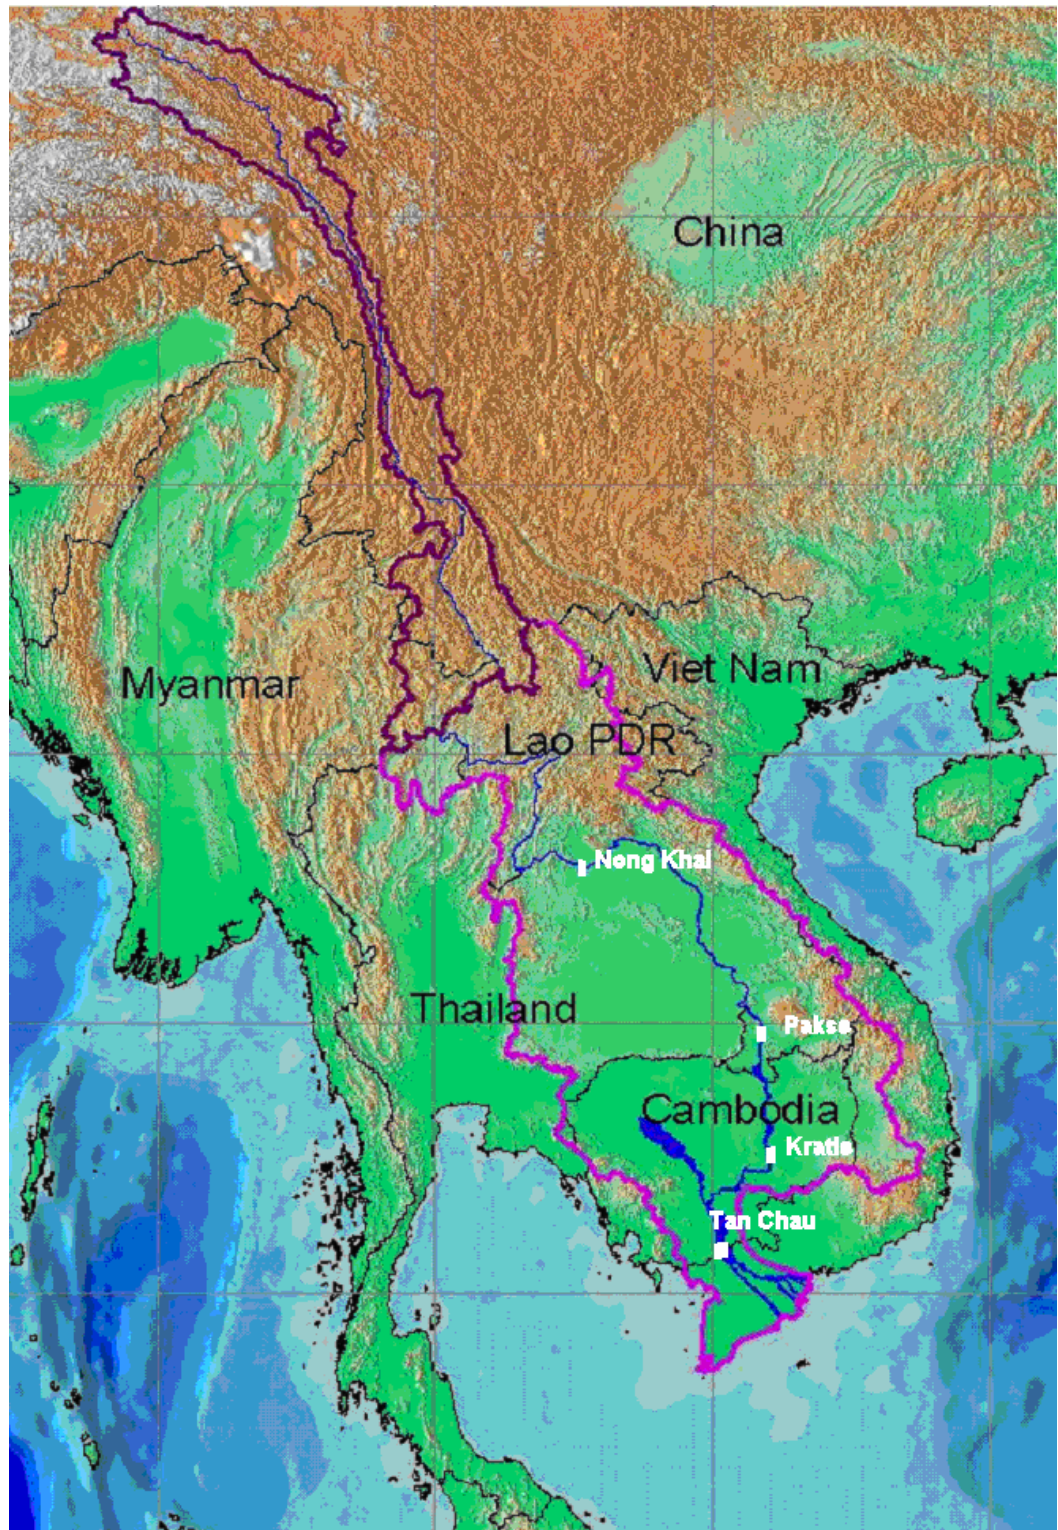 China
Viet Nam
Myanmar
Lao PDR
Nong Khai
Thailand
Pakse
Cambodia
Kratie
Tan Chau